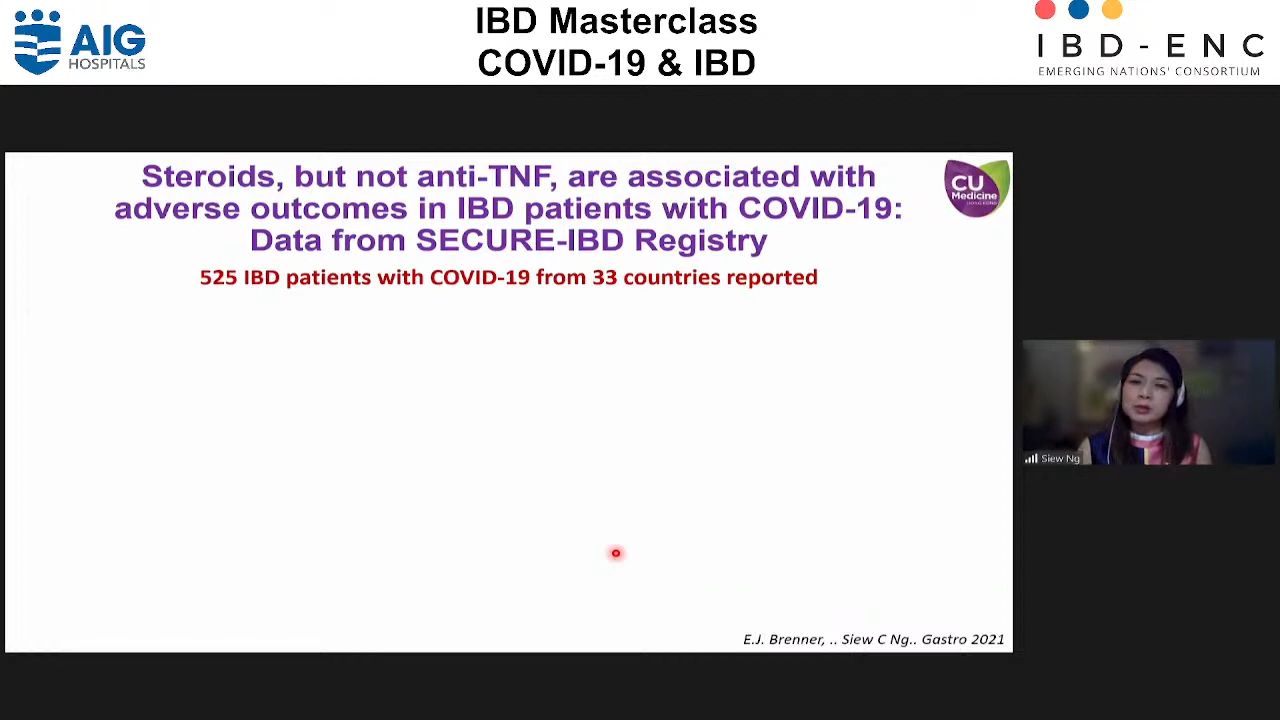 AIG
HOSPITALS
IBD Masterclass
COVID-19 & IBD
IBD-ENC
EMERGING NATIONS' CONSORTIUM
Steroids, but not anti-TNF, are associated with
adverse outcomes in IBD patients with COVID-19:
Data from SECURE-IBD Registry
525 IBD patients with COVID-19 from 33 countries reported
CU
Medicine
HONG KONG
Siew Ng
E.J. Brenner, .. Siew C Ng.. Gastro 2021